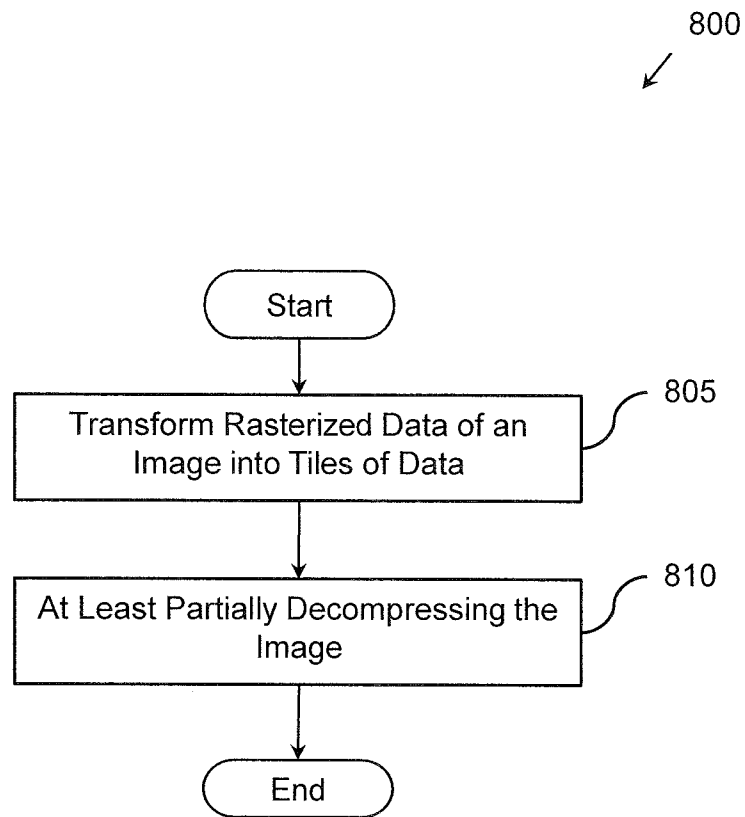 800
Start
Transform Rasterized Data of an
Image into Tiles of Data
805
At Least Partially Decompressing the
Image
810
End